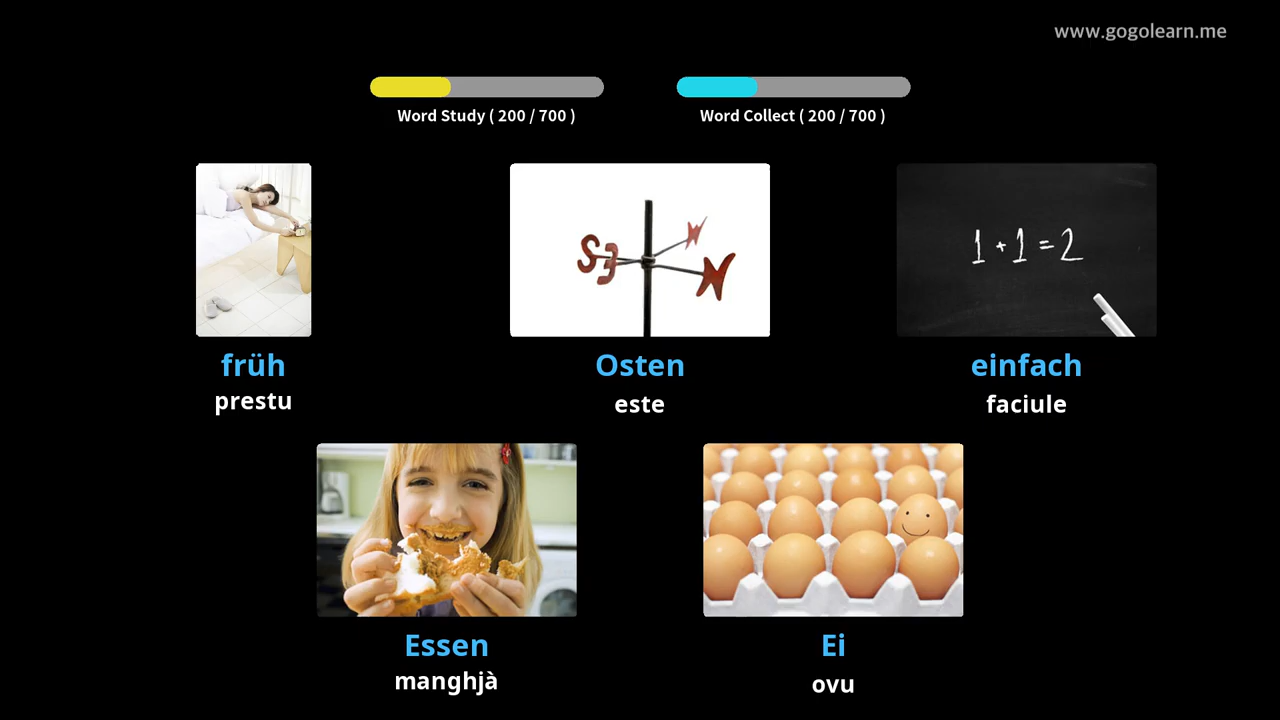 www.gogolearn.me
Word Study ( 200 / 700 )
Word Collect ( 200 / 700 )
S E N W
1 + 1 = 2
früh
prestu
Osten
este
einfach
faciule
Essen
manghjà
Ei
ovu